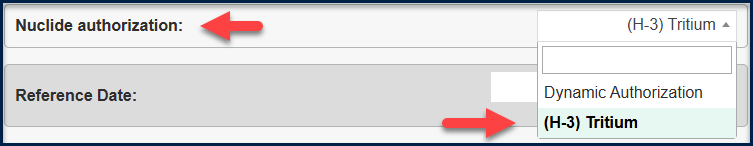 Nuclide authorization:
(H-3) Tritium
Dynamic Authorization
Reference Date:
(H-3) Tritium